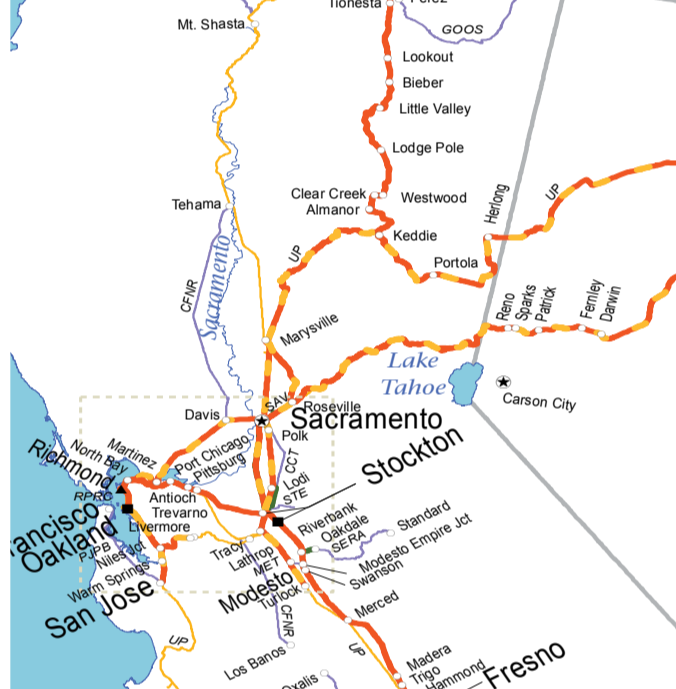 Tionesta
Perez
Mt. Shasta
GOOS
Lookout
Bieber
Little Valley
Lodge Pole
Clear Creek
Westwood
Almanor
Tehama
Herlong
UP
Keddie
Sacramento
UP
Portola
CFNR
Reno
Sparks
Patrick
Fernley
Darwin
Marysville
Lake
Tahoe
Carson City
SAV
Roseville
Davis
Sacramento
Polk
North Bay
Martinez
Port Chicago
Pittsburg
CCT
Stockton
Richmond
Lodi
STE
RPRC
Antioch
Trevarno
Riverbank
Oakdale
Standard
SERA
Livermore
Oakland
PJPB
Niles Jct
Tracy
Lathrop
MET
Modesto Empire Jct
Swanson
Warm Springs
Modesto
Turlock
San Jose
Merced
CFNR
UP
UP
Los Banos
Madera
Trigo
Hammond
Fresno